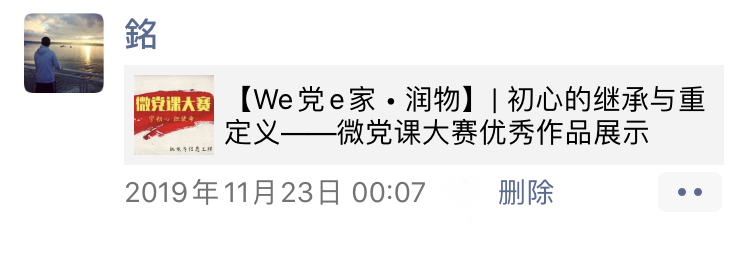 銘
【We党e家•润物】| 初心的继承与重
定义——微党课大赛优秀作品展示
微党课大赛
学初心 担使命
2019年11月23日 00:07 删除